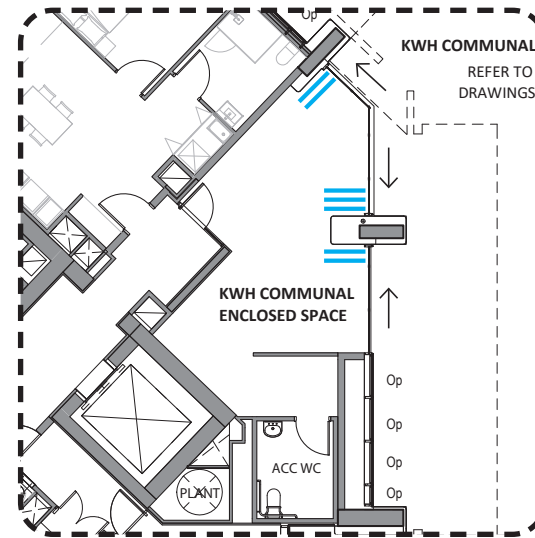 Op
KWH COMMUNAL
REFER TO
DRAWINGS
KWH COMMUNAL
ENCLOSED SPACE
Op
Op
Op
Op
ACC WC
PLANT